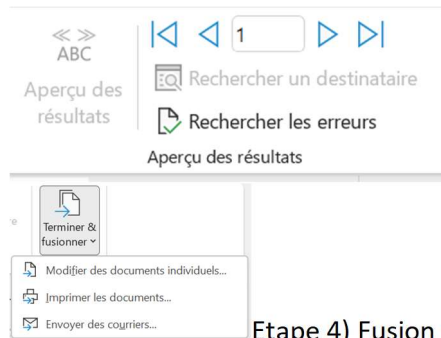 ≪ ≫
ABC
Aperçu des
résultats
1
Rechercher un destinataire
Rechercher les erreurs
Aperçu des résultats
e
Terminer &
fusionner
Modifier des documents individuels...
Imprimer les documents...
Envoyer des courriers...
Etape 4) Fusion